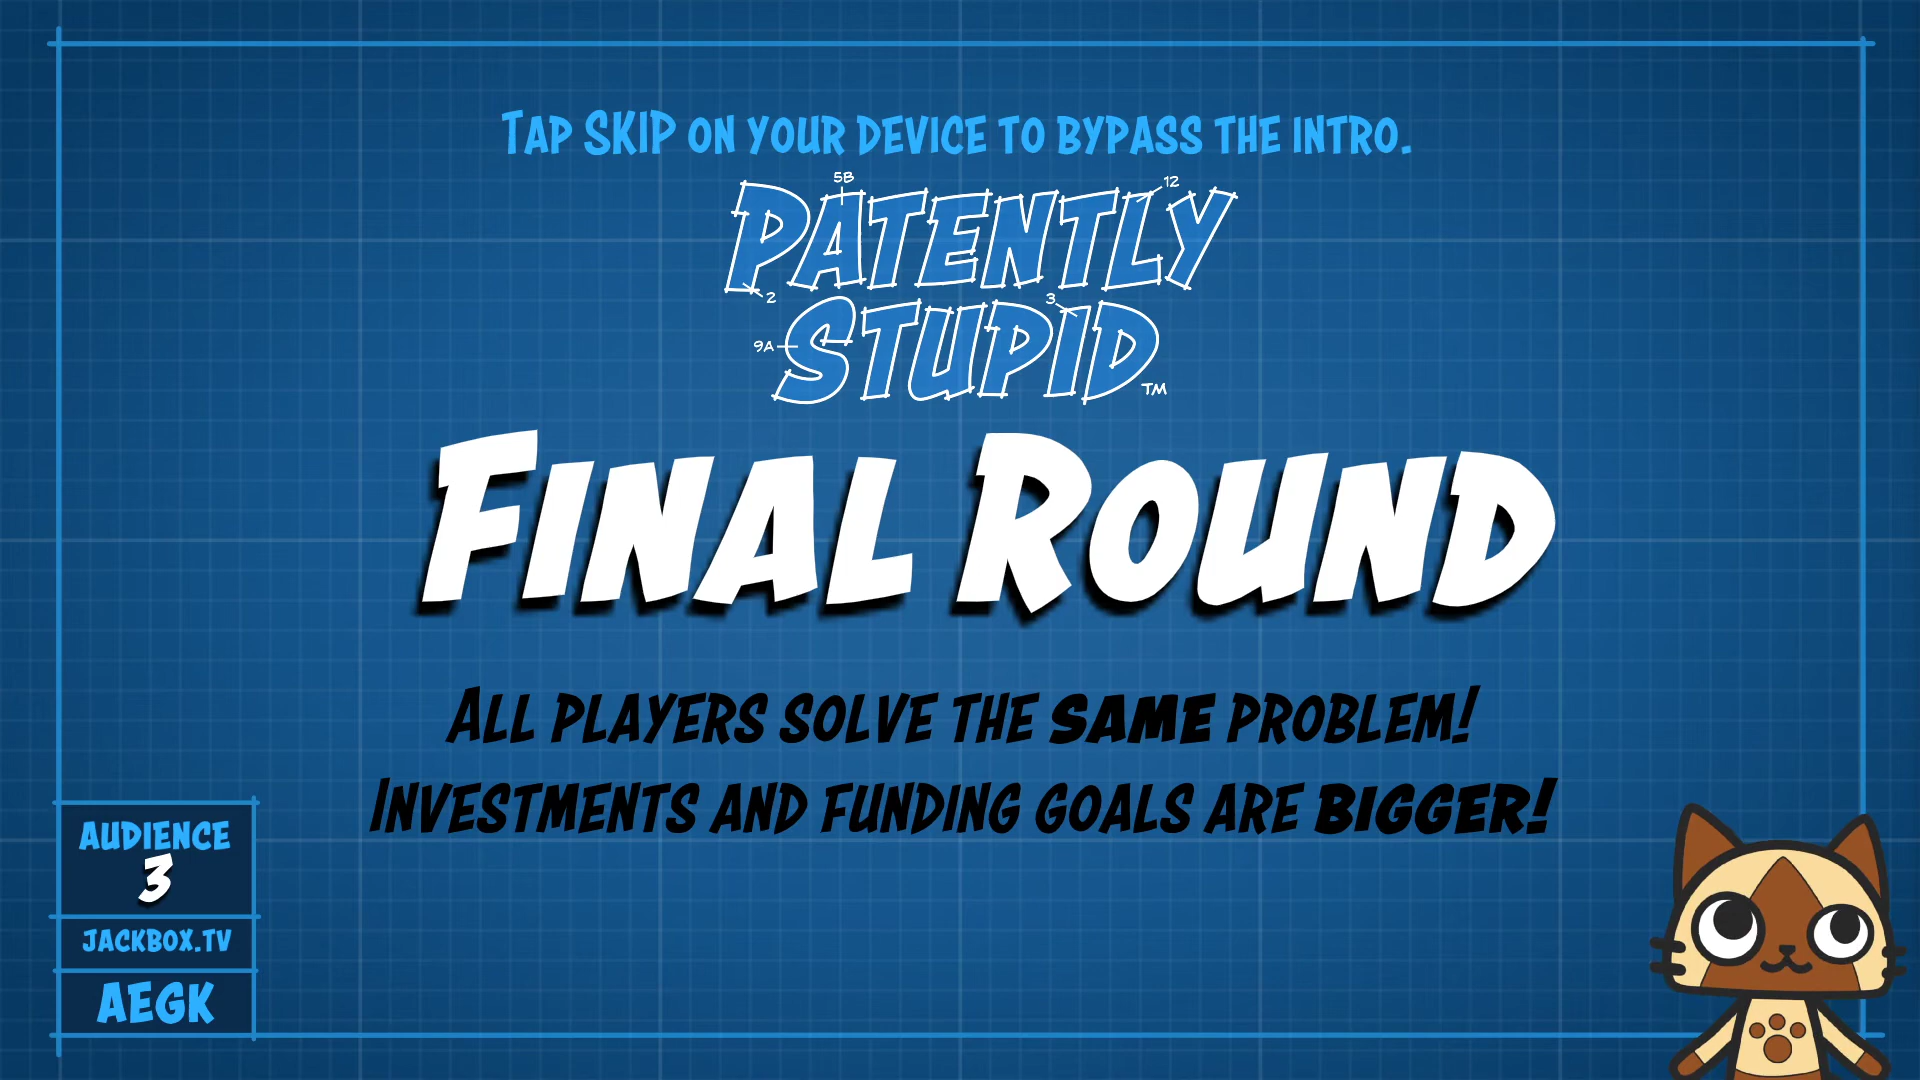 TAP SKIP ON YOUR DEVICE TO BYPASS THE INTRO.
5B
12
PATENTLY
2
3
9A
STUPID
TM
FINAL ROUND
ALL PLAYERS SOLVE THE SAME PROBLEM!
INVESTMENTS AND FUNDING GOALS ARE BIGGER!
AUDIENCE
3
JACKBOX.TV
AEGK